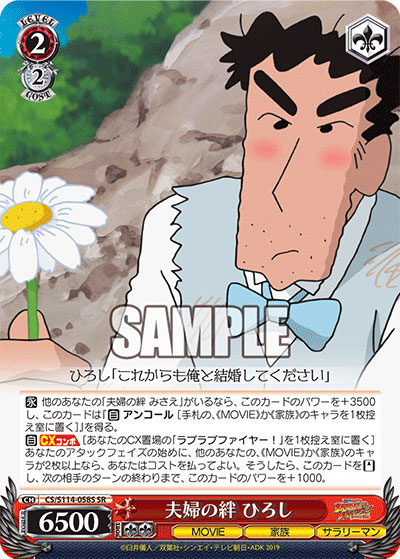 LEVEL
2
2
COST
SAMPLE
ひろし「これからも俺と結婚してください」
永 他のあなたの「夫婦の絆 みさえ」がいるなら、このカードのパワーを＋3500
し、このカードは『自 アンコール ［手札の、《MOVIE》か《家族》のキャラを1枚控
え室に置く］』を得る。
自 CXコンボ ［あなたのCX置場の「ラブラブファイヤー！」を1枚控え室に置く］
あなたのアタックフェイズの始めに、他のあなたの、《MOVIE》か《家族》のキャラ
が2枚以上なら、あなたはコストを払ってよい。そうしたら、このカードを
し、次の相手のターンの終わりまで、このカードのパワーを＋1000。
CH CS/S114-058S SR
6500
夫婦の絆 ひろし
MOVIE 家族 サラリーマン
©臼井儀人／双葉社・シンエイ・テレビ朝日・ADK 2019